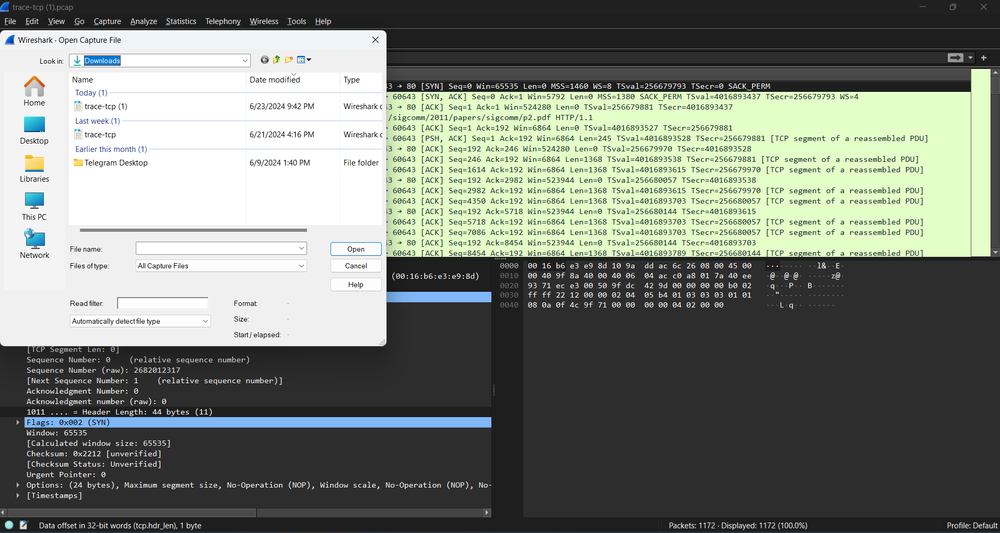 trace-tcp (1).pcap
File Edit View Go Capture Analyze Statistics Telephony Wireless Tools Help
Wireshark · Open Capture File
Look in: Downloads
Home
Desktop
Libraries
This PC
Network
Name Date modified Type
Today (1)
trace-tcp (1) 6/23/2024 9:42 PM Wireshark c
Last week (1)
trace-tcp 6/21/2024 4:16 PM Wireshark c
Earlier this month (1)
Telegram Desktop 6/9/2024 1:40 PM File folder
File name: Open
Files of type: All Capture Files Cancel
Help
Read filter: Format: -
Automatically detect file type Size: -
Start / elapsed: -
43 → 80 [SYN] Seq=0 Win=65535 Len=0 MSS=1460 WS=8 TSval=256679793 TSecr=0 SACK_PERM
60643 [SYN, ACK] Seq=0 Ack=1 Win=5792 Len=0 MSS=1380 SACK_PERM TSval=4016893437 TSecr=256679793 WS=4
43 → 80 [ACK] Seq=1 Ack=1 Win=524280 Len=0 TSval=256679881 TSecr=4016893437
/sigcomm/2011/papers/sigcomm/p2.pdf HTTP/1.1
60643 [ACK] Seq=1 Ack=192 Win=6864 Len=0 TSval=4016893527 TSecr=256679881
60643 [PSH, ACK] Seq=1 Ack=192 Win=6864 Len=245 TSval=4016893528 TSecr=256679881 [TCP segment of a reassembled PDU]
43 → 80 [ACK] Seq=192 Ack=246 Win=524280 Len=0 TSval=256679970 TSecr=4016893528
60643 [ACK] Seq=246 Ack=192 Win=6864 Len=1368 TSval=4016893538 TSecr=256679881 [TCP segment of a reassembled PDU]
60643 [ACK] Seq=1614 Ack=192 Win=6864 Len=1368 TSval=4016893615 TSecr=256679970 [TCP segment of a reassembled PDU]
43 → 80 [ACK] Seq=192 Ack=2982 Win=523944 Len=0 TSval=256680057 TSecr=4016893538
60643 [ACK] Seq=2982 Ack=192 Win=6864 Len=1368 TSval=4016893615 TSecr=256679970 [TCP segment of a reassembled PDU]
60643 [ACK] Seq=4350 Ack=192 Win=6864 Len=1368 TSval=4016893703 TSecr=256680057 [TCP segment of a reassembled PDU]
43 → 80 [ACK] Seq=192 Ack=5718 Win=523944 Len=0 TSval=256680144 TSecr=4016893615
60643 [ACK] Seq=5718 Ack=192 Win=6864 Len=1368 TSval=4016893703 TSecr=256680057 [TCP segment of a reassembled PDU]
60643 [ACK] Seq=7086 Ack=192 Win=6864 Len=1368 TSval=4016893703 TSecr=256680057 [TCP segment of a reassembled PDU]
43 → 80 [ACK] Seq=192 Ack=8454 Win=523944 Len=0 TSval=256680144 TSecr=4016893703
60643 [ACK] Seq=8454 Ack=192 Win=6864 Len=1368 TSval=4016893789 TSecr=256680144 [TCP segment of a reassembled PDU]
(00:16:b6:e3:e9:8d)
0000 00 16 b6 e3 e9 8d 10 9a dd ac 6c 26 08 00 45 00 ········ ··l&··E·
0010 00 40 9f 8a 40 00 40 06 04 ac c0 a8 01 7a 40 ee ·@··@·@· ·····z@·
0020 93 71 ec e3 00 50 9f dc 42 9d 00 00 00 00 b0 02 ·q···P·· B·······
0030 ff ff 22 12 00 00 02 04 05 b4 01 03 03 03 01 01 ··"····· ········
0040 08 0a 0f 4c 9f 71 00 00 00 00 04 02 00 00 ···L·q·· ······
[TCP Segment Len: 0]
Sequence Number: 0 (relative sequence number)
Sequence Number (raw): 2682012317
[Next Sequence Number: 1 (relative sequence number)]
Acknowledgment Number: 0
Acknowledgment number (raw): 0
1011 .... = Header Length: 44 bytes (11)
Flags: 0x002 (SYN)
Window: 65535
[Calculated window size: 65535]
Checksum: 0x2212 [unverified]
[Checksum Status: Unverified]
Urgent Pointer: 0
Options: (24 bytes), Maximum segment size, No-Operation (NOP), Window scale, No-Operation (NOP), No-
[Timestamps]
Data offset in 32-bit words (tcp.hdr_len), 1 byte Packets: 1172 · Displayed: 1172 (100.0%) Profile: Default